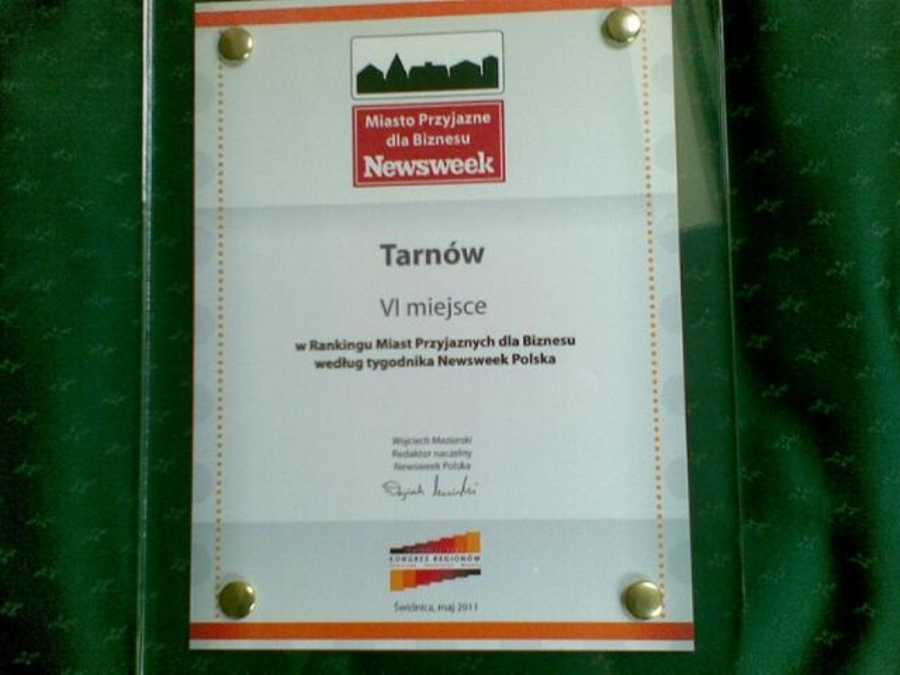 Miasto Przyjazne
dla Biznesu
Newsweek
Tarnów
VI miejsce
w Rankingu Miast Przyjaznych dla Biznesu
według tygodnika Newsweek Polska
Wojciech Maziarski
Redaktor naczelny
Newsweek Polska
KONGRES REGIONÓW
Świdnica, maj 2011